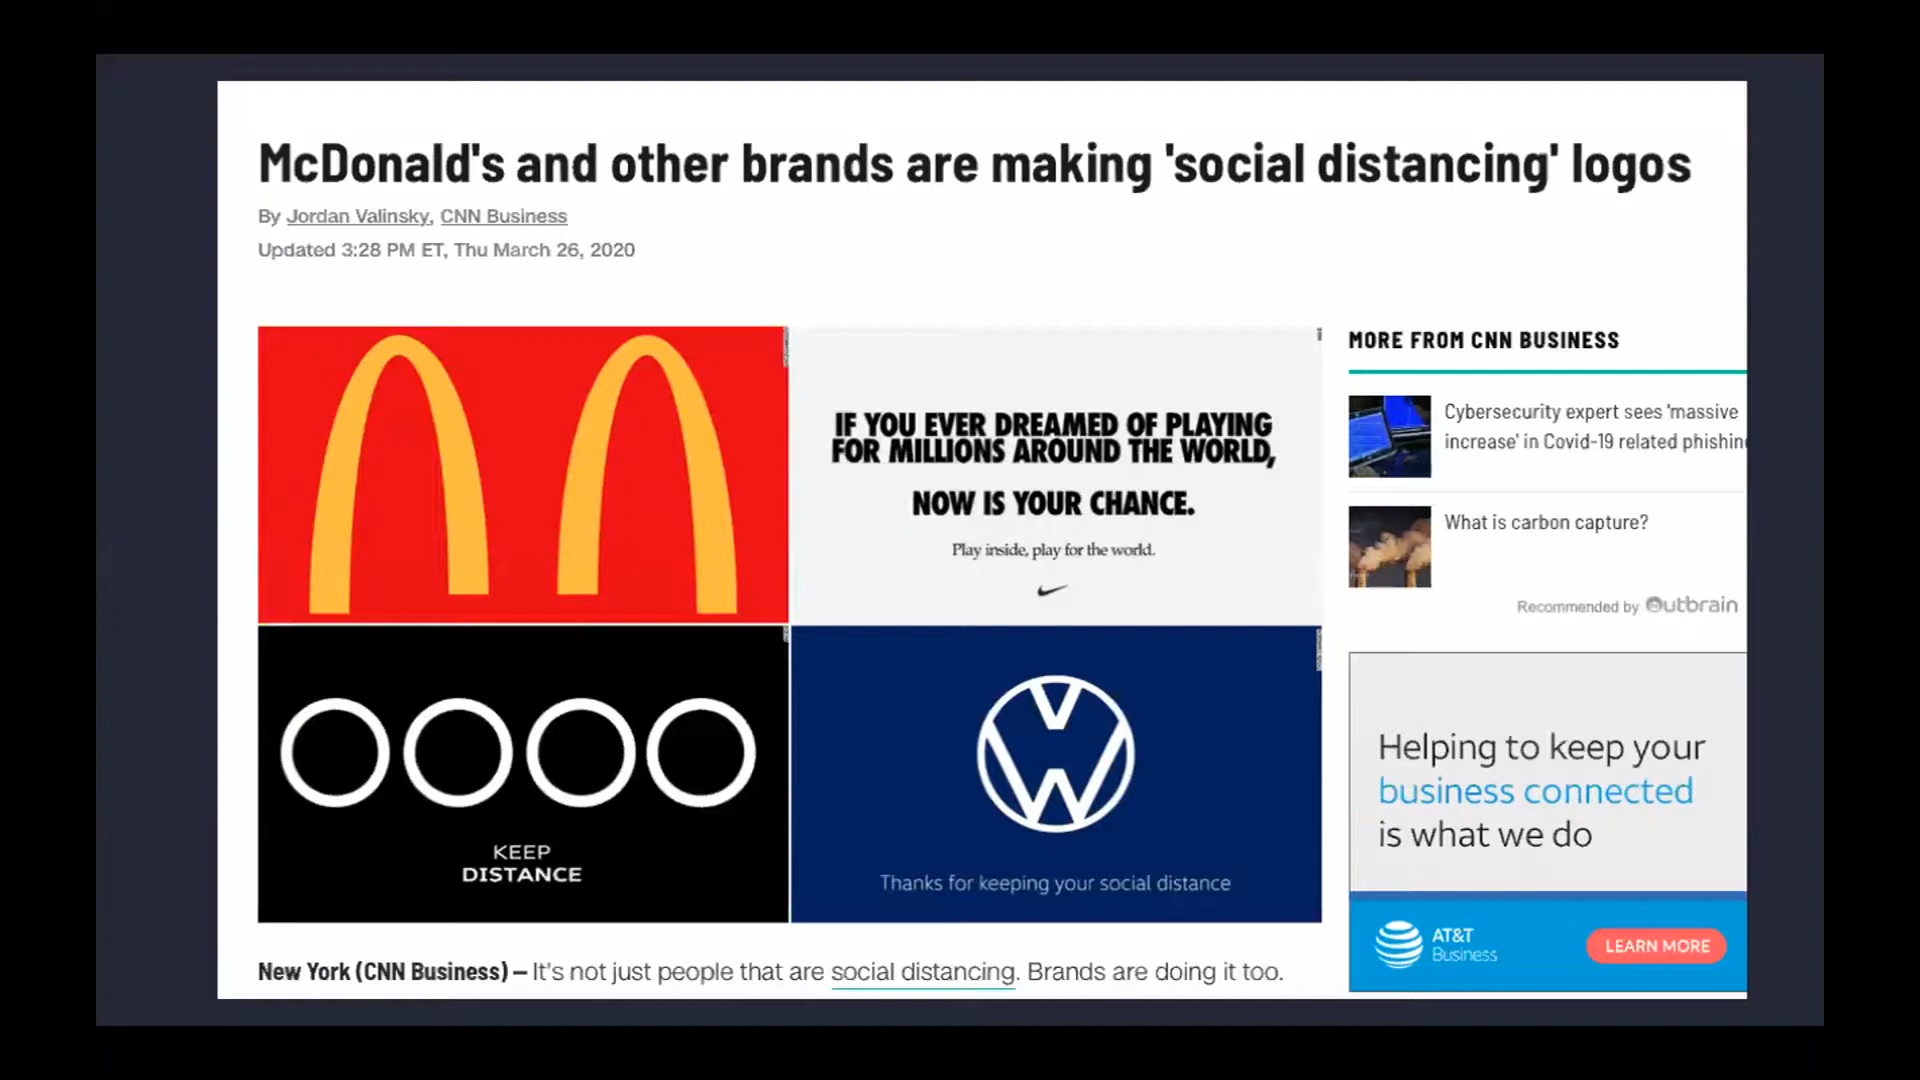 McDonald's and other brands are making 'social distancing' logos
By Jordan Valinsky, CNN Business
Updated 3:28 PM ET, Thu March 26, 2020
IF YOU EVER DREAMED OF PLAYING
FOR MILLIONS AROUND THE WORLD,
NOW IS YOUR CHANCE.
Play inside, play for the world.
KEEP
DISTANCE
Thanks for keeping your social distance
New York (CNN Business) – It's not just people that are social distancing. Brands are doing it too.
MORE FROM CNN BUSINESS
Cybersecurity expert sees 'massive
increase' in Covid-19 related phishin
What is carbon capture?
Recommended by Outbrain
Helping to keep your
business connected
is what we do
AT&T
Business
LEARN MORE